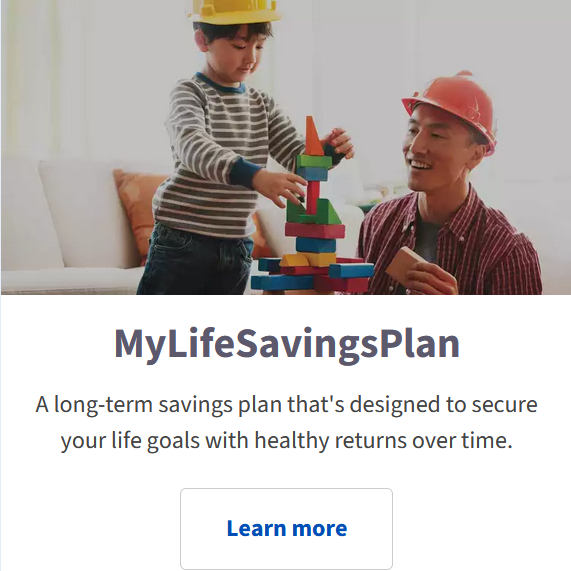 MyLifeSavingsPlan
A long-term savings plan that's designed to secure
your life goals with healthy returns over time.
Learn more